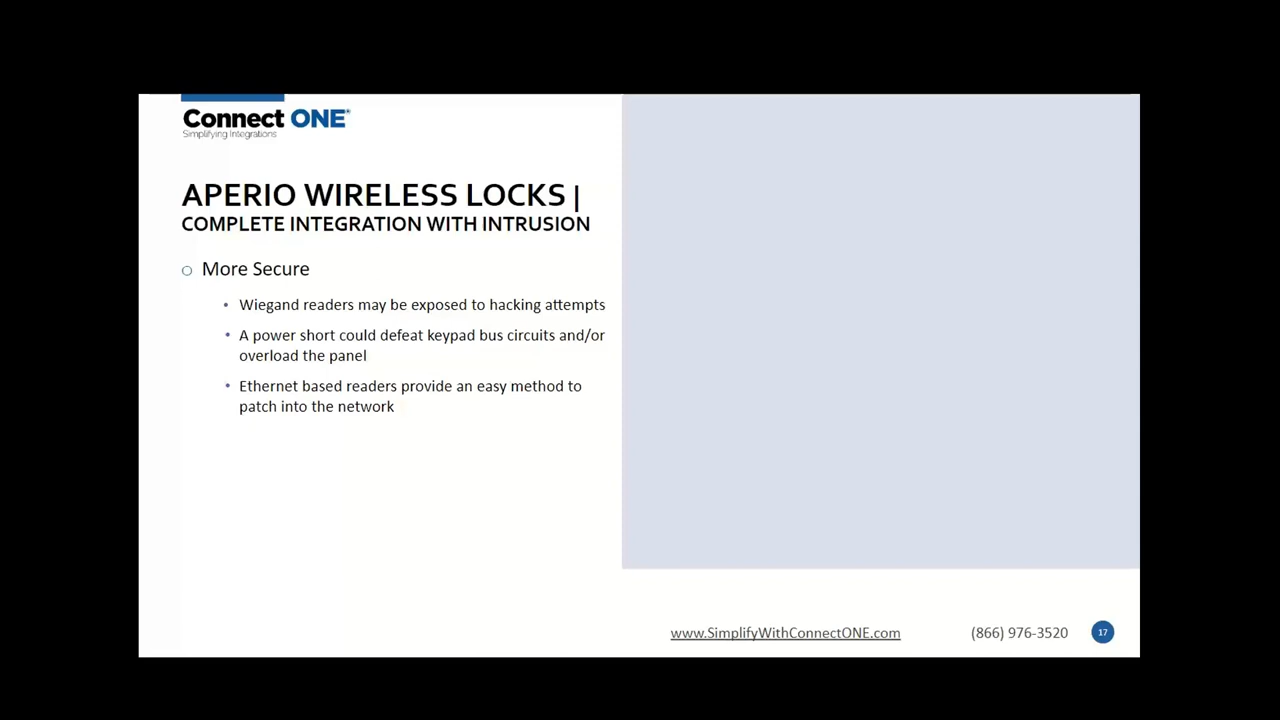 Connect ONE®
Simplifying Integrations
APERIO WIRELESS LOCKS |
COMPLETE INTEGRATION WITH INTRUSION
More Secure
• Wiegand readers may be exposed to hacking attempts
• A power short could defeat keypad bus circuits and/or
overload the panel
• Ethernet based readers provide an easy method to
patch into the network
www.SimplifyWithConnectONE.com
(866) 976-3520
17